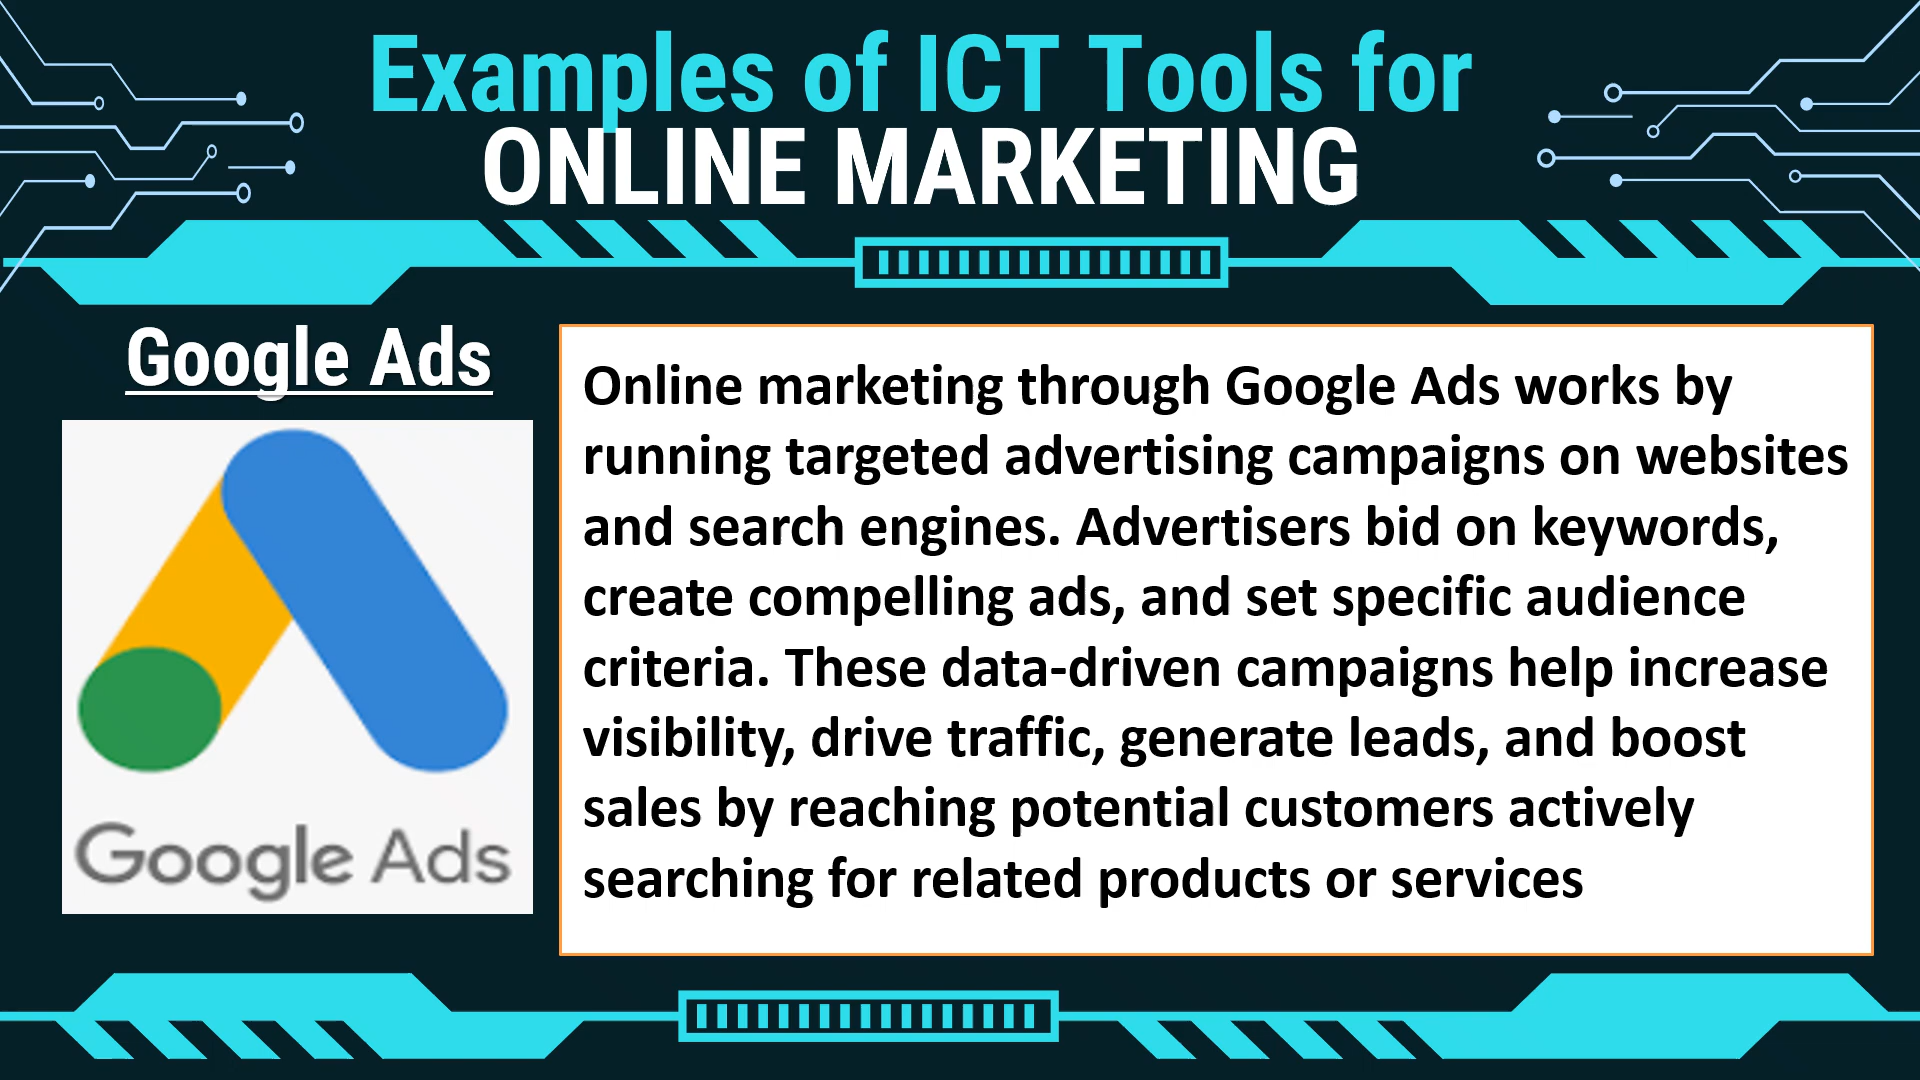 Examples of ICT Tools for
ONLINE MARKETING
Google Ads
Google Ads
Online marketing through Google Ads works by
running targeted advertising campaigns on websites
and search engines. Advertisers bid on keywords,
create compelling ads, and set specific audience
criteria. These data-driven campaigns help increase
visibility, drive traffic, generate leads, and boost
sales by reaching potential customers actively
searching for related products or services